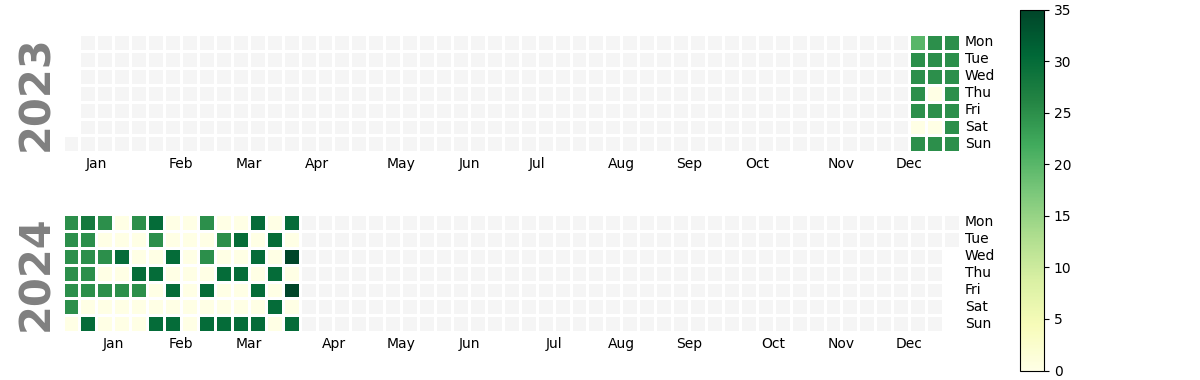 2023
Mon
Tue
Wed
Thu
Fri
Sat
Sun
Jan Feb Mar Apr May Jun Jul Aug Sep Oct Nov Dec
2024
Mon
Tue
Wed
Thu
Fri
Sat
Sun
Jan Feb Mar Apr May Jun Jul Aug Sep Oct Nov Dec
35
30
25
20
15
10
5
0